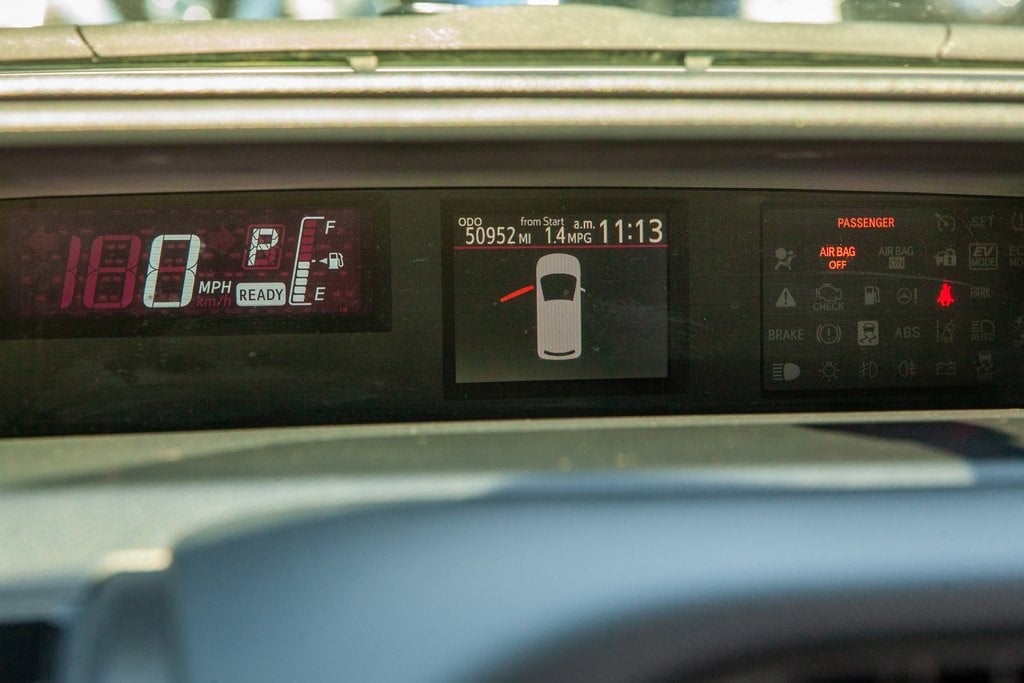 180 MPH
km/h
P
READY
F
E
ODO from Start a.m. 11:13
50952 MI 1.4 MPG
PASSENGER
AIR BAG OFF
AIR BAG ON
SET
EV MODE
CHECK
PARK
BRAKE
ABS
AUTO